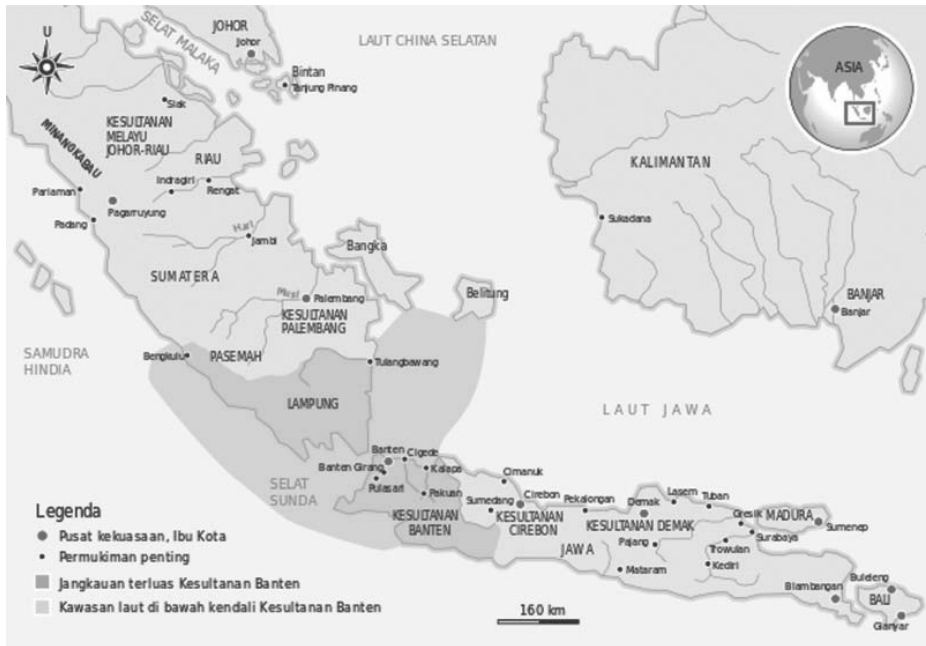 U
JOHOR
Johor
SELAT MALAKA
LAUT CHINA SELATAN
Bintan
Tanjung Pinang
ASIA
Siak
KESULTANAN
MELAYU
JOHOR-RIAU
MINANGKABAU
RIAU
Indragiri
Rengat
Pariaman
Pagarruyung
Padang
KALIMANTAN
Sukadana
Hari
Jambi
Bangka
SUMATERA
Musi
Palembang
Belitung
KESULTANAN
PALEMBANG
BANJAR
Banjar
SAMUDRA
HINDIA
Bengkulu
PASEMAH
Tulangbawang
LAMPUNG
LAUT JAWA
Banten
Cigede
Banten Girang
Kalapa
Cimanuk
SELAT
SUNDA
Pulasari
Pakuan
Sumedang
Cirebon
Pekalongan
Demak
Lasem
Tuban
KESULTANAN
BANTEN
KESULTANAN
CIREBON
KESULTANAN DEMAK
Gresik
MADURA
Sumenep
Surabaya
JAWA
Pajang
Trowulan
Mataram
Kediri
Blambangan
Buleleng
BALI
Gianyar
Legenda
Pusat kekuasaan, Ibu Kota
Permukiman penting
Jangkauan terluas Kesultanan Banten
Kawasan laut di bawah kendali Kesultanan Banten
160 km